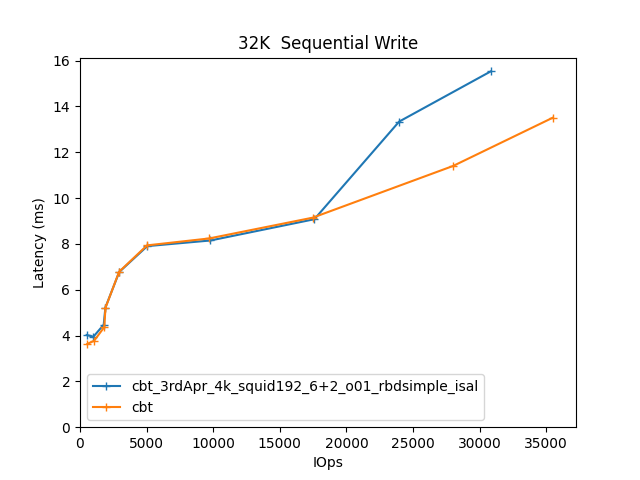 32K  Sequential Write
16
14
12
10
8
6
4
2
0
Latency (ms)
cbt_3rdApr_4k_squid192_6+2_o01_rbdsimple_isal
cbt
0 5000 10000 15000 20000 25000 30000 35000
IOps